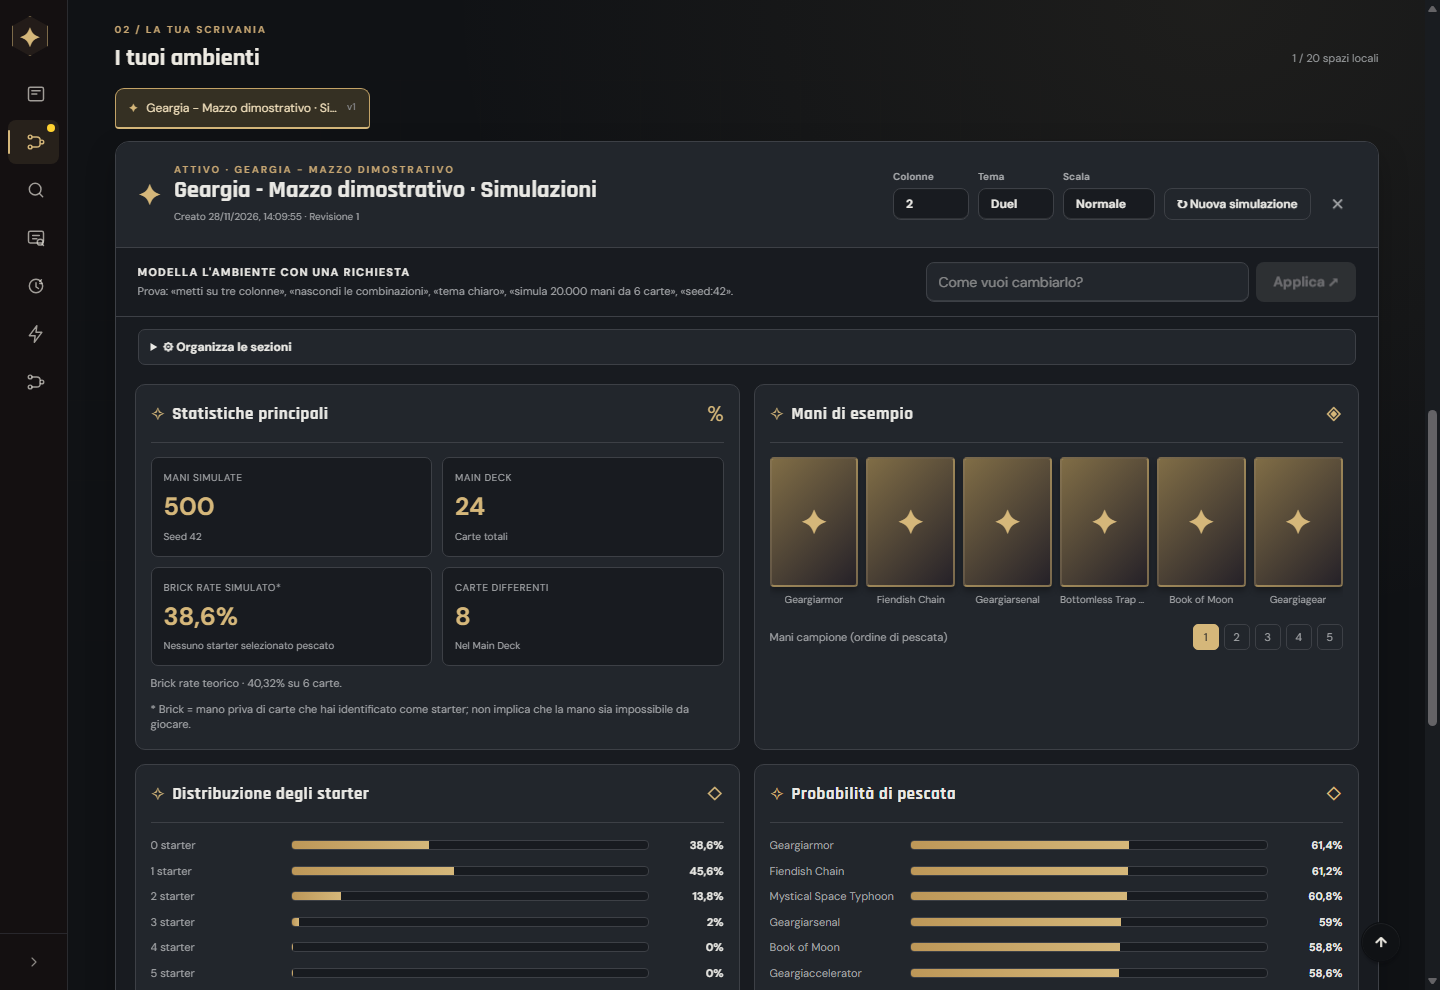 02 / LA TUA SCRIVANIA
I tuoi ambienti
1 / 20 spazi locali
Geargia – Mazzo dimostrativo · Si... v1
ATTIVO · GEARGIA – MAZZO DIMOSTRATIVO
Geargia - Mazzo dimostrativo · Simulazioni
Creato 28/11/2026, 14:09:55 · Revisione 1
Colonne
Tema
Scala
2
Duel
Normale
↻ Nuova simulazione
✕
MODELLA L'AMBIENTE CON UNA RICHIESTA
Prova: «metti su tre colonne», «nascondi le combinazioni», «tema chiaro», «simula 20.000 mani da 6 carte», «seed:42».
Come vuoi cambiarlo?
Applica ↗
▶ ⚙ Organizza le sezioni
Statistiche principali
%
MANI SIMULATE
500
Seed 42
MAIN DECK
24
Carte totali
BRICK RATE SIMULATO*
38,6%
Nessuno starter selezionato pescato
CARTE DIFFERENTI
8
Nel Main Deck
Brick rate teorico · 40,32% su 6 carte.
* Brick = mano priva di carte che hai identificato come starter; non implica che la mano sia impossibile da
giocare.
Mani di esempio
Geargiarmor
Fiendish Chain
Geargiarsenal
Bottomless Trap ...
Book of Moon
Geargiagear
Mani campione (ordine di pescata)
1 2 3 4 5
Distribuzione degli starter
0 starter 38,6%
1 starter 45,6%
2 starter 13,8%
3 starter 2%
4 starter 0%
5 starter 0%
Probabilità di pescata
Geargiarmor 61,4%
Fiendish Chain 61,2%
Mystical Space Typhoon 60,8%
Geargiarsenal 59%
Book of Moon 58,8%
Geargiaccelerator 58,6%